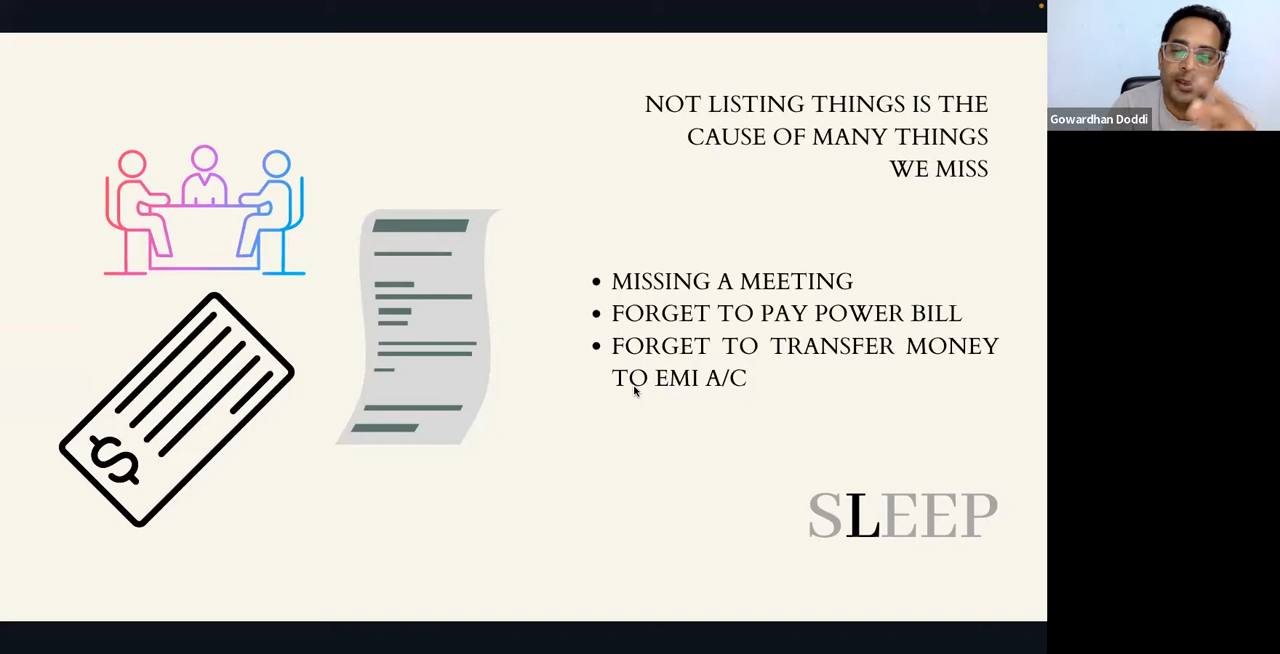 NOT LISTING THINGS IS THE
CAUSE OF MANY THINGS
WE MISS
Gowardhan Doddi
• MISSING A MEETING
• FORGET TO PAY POWER BILL
• FORGET TO TRANSFER MONEY
TO EMI A/C
$
SLEEP